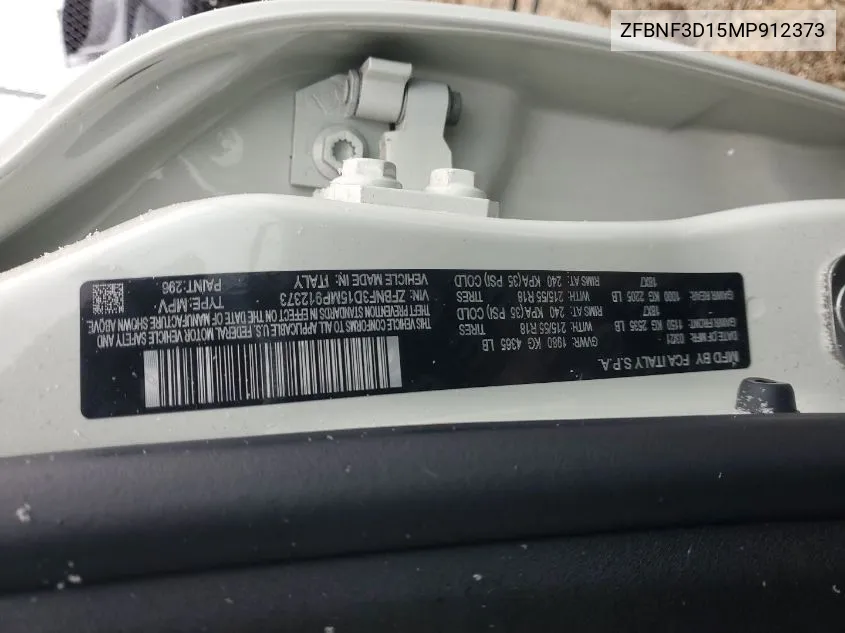 ZFBNF3D15MP912373
MFD BY FCA ITALY S.P.A.
DATE OF MFR 03/21 GVWR: 1980 KG 4365 LB
GAWR/FRONT: 1150 KG 2535 LB WITH: 215/55 R18 TIRES
18X7 RIMS AT: 240 KPA(35 PSI) COLD
GAWR/REAR: 1000 KG 2205 LB WITH: 215/55 R18 TIRES
18X7 RIMS AT: 240 KPA(35 PSI) COLD
THIS VEHICLE CONFORMS TO ALL APPLICABLE U.S. FEDERAL MOTOR VEHICLE SAFETY AND
THEFT PREVENTION STANDARDS IN EFFECT ON THE DATE OF MANUFACTURE SHOWN ABOVE
VIN: ZFBNF3D15MP912373 TYPE: MPV
VEHICLE MADE IN: ITALY PAINT: 296